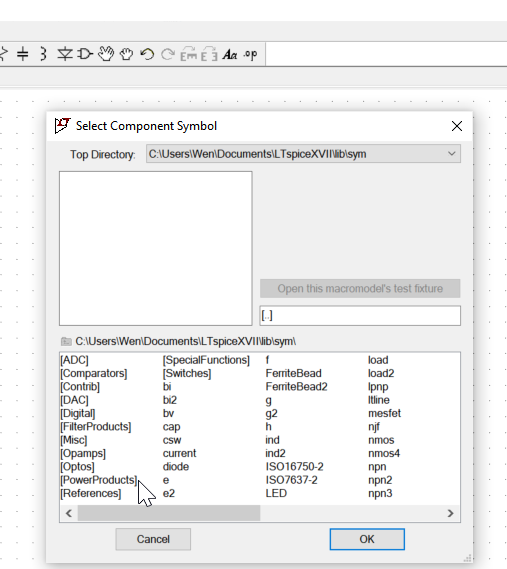 Aa .op
Select Component Symbol
Top Directory: C:\Users\Wen\Documents\LTspiceXVII\lib\sym
Open this macromodel's test fixture
[..]
C:\Users\Wen\Documents\LTspiceXVII\lib\sym\
[ADC] [SpecialFunctions] f load
[Comparators] [Switches] FerriteBead load2
[Contrib] bi FerriteBead2 lpnp
[DAC] bi2 g ltline
[Digital] bv g2 mesfet
[FilterProducts] cap h njf
[Misc] csw ind nmos
[Opamps] current ind2 nmos4
[Optos] diode ISO16750-2 npn
[PowerProducts] e ISO7637-2 npn2
[References] e2 LED npn3
Cancel OK